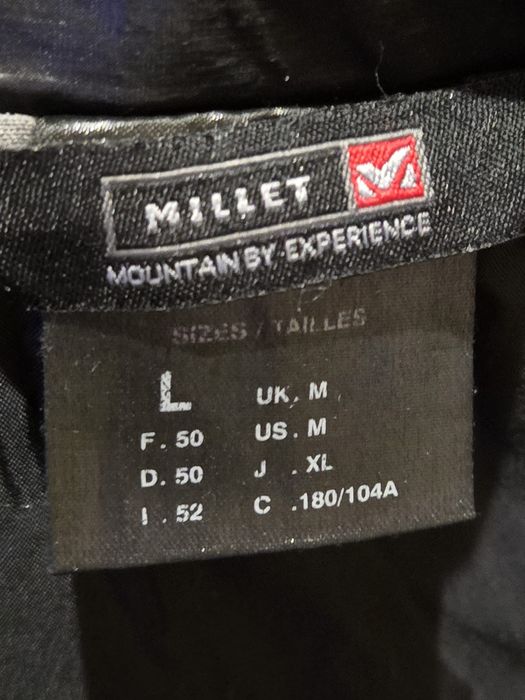 MILLET
MOUNTAIN BY EXPERIENCE
SIZES / TAILLES
L
F. 50
D. 50
I . 52
UK. M
US. M
J . XL
C .180/104A